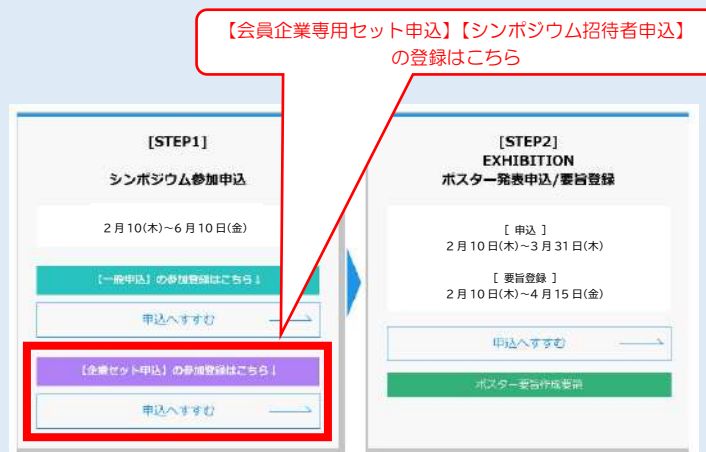 【会員企業専用セット申込】【シンポジウム招待者申込】
の登録はこちら
[STEP1]
シンポジウム参加申込
2月10(木)~6月10日(金)
【一般申込】の参加登録はこちら↓
申込へすすむ
【企業セット申込】の参加登録はこちら↓
申込へすすむ
[STEP2]
EXHIBITION
ポスター発表申込/要旨登録
[ 申込 ]
2月10日(木)~3月31日(木)
[ 要旨登録 ]
2月10日(木)~4月15日(金)
申込へすすむ
ポスター要旨作成要領